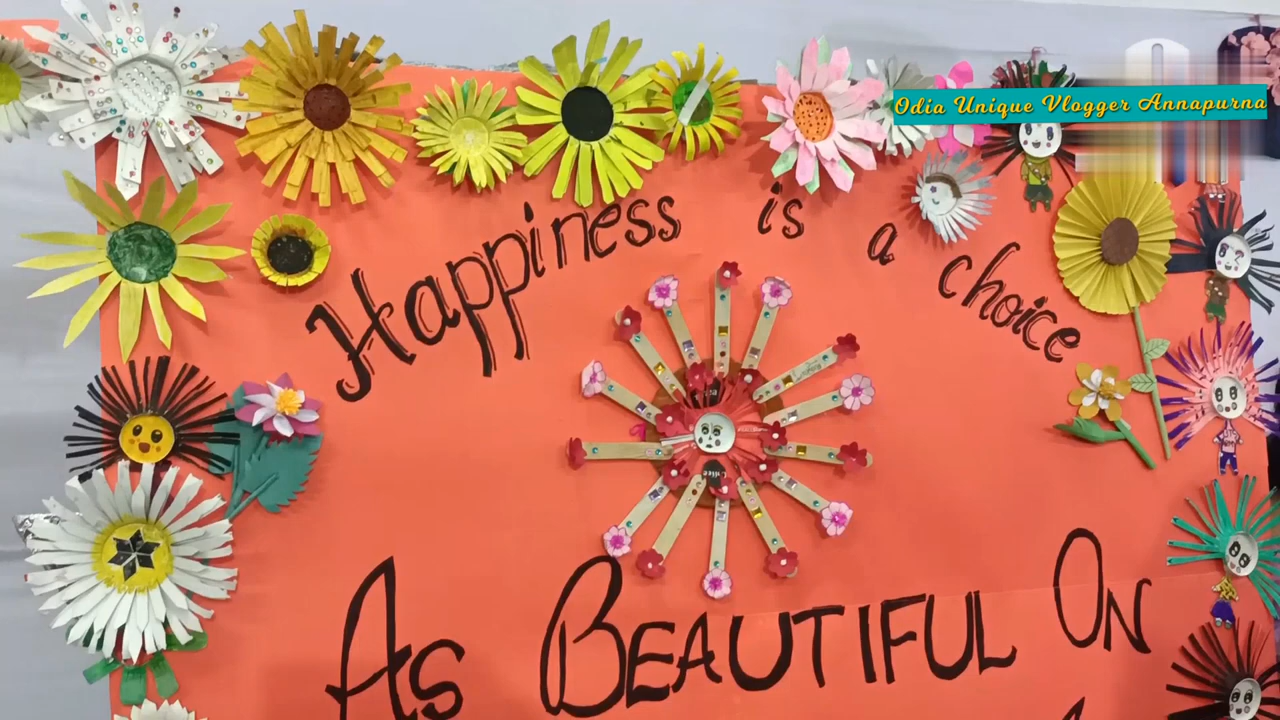 Odia Unique Vlogger Annapurna
Happiness is a choice
As BEAUTIFUL ON